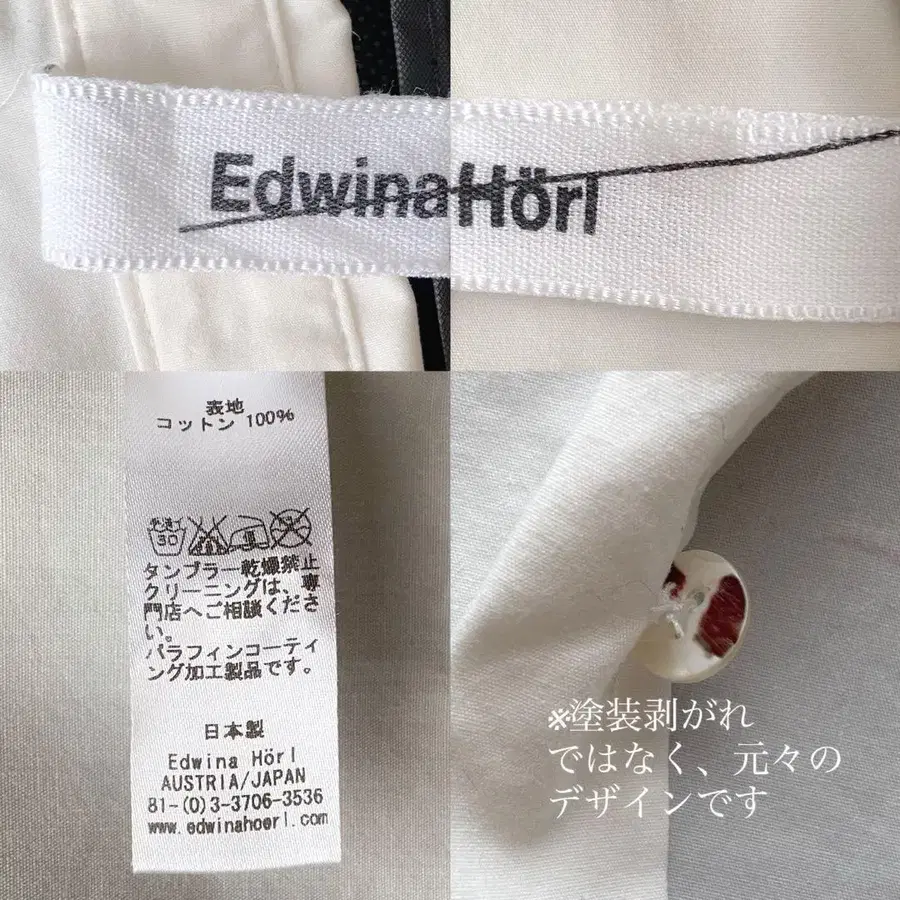 Edwina Hörl
表地
コットン 100%
30
タンブラー乾燥禁止
クリーニングは、専
門店へご相談くださ
い。
パラフィンコーティ
ング加工製品です。
日本製
Edwina Hörl
AUSTRIA/JAPAN
81-(0)3-3706-3536
www.edwinahoerl.com
※塗装剥がれ
ではなく、元々の
デザインです